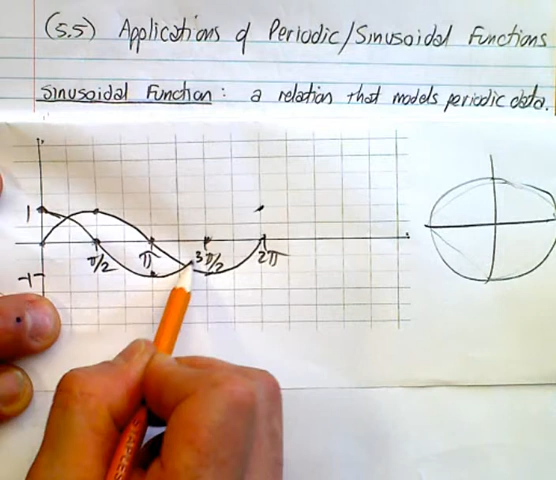 (5.5) Applications of Periodic/Sinusoidal Functions
Sinusoidal Function: a relation that models periodic data.
1
π/2 π 3π/2 2π
-1
STAPLES